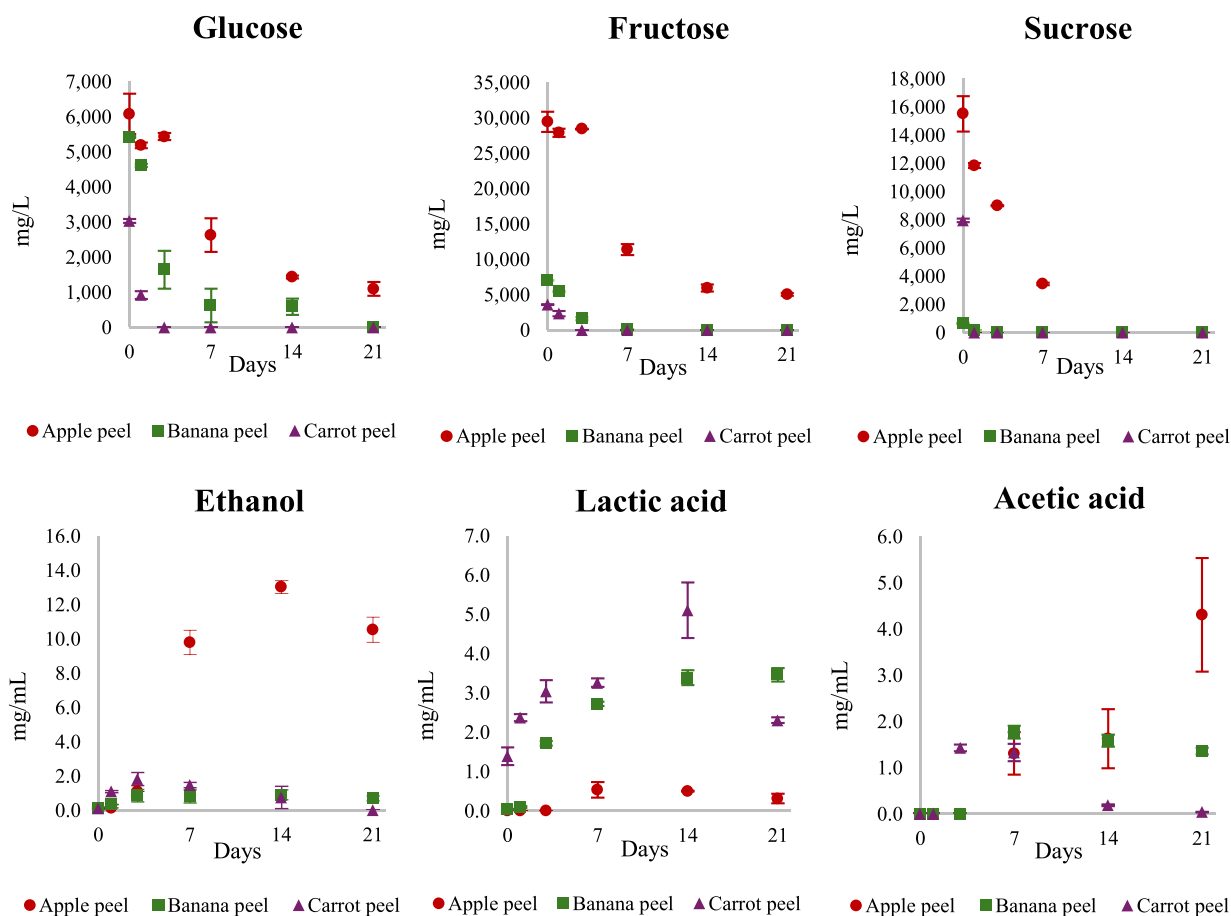 Glucose
7,000
6,000
5,000
4,000
3,000
2,000
1,000
0
mg/L
0 7 14 21
Days
Apple peel Banana peel Carrot peel
Fructose
35,000
30,000
25,000
20,000
15,000
10,000
5,000
0
mg/L
0 7 14 21
Days
Apple peel Banana peel Carrot peel
Sucrose
18,000
16,000
14,000
12,000
10,000
8,000
6,000
4,000
2,000
0
mg/L
0 7 14 21
Days
Apple peel Banana peel Carrot peel
Ethanol
16.0
14.0
12.0
10.0
8.0
6.0
4.0
2.0
0.0
mg/mL
0 7 14 21
Days
Apple peel Banana peel Carrot peel
Lactic acid
7.0
6.0
5.0
4.0
3.0
2.0
1.0
0.0
mg/mL
0 7 14 21
Days
Apple peel Banana peel Carrot peel
Acetic acid
6.0
5.0
4.0
3.0
2.0
1.0
0.0
mg/mL
0 7 14 21
Days
Apple peel Banana peel Carrot peel